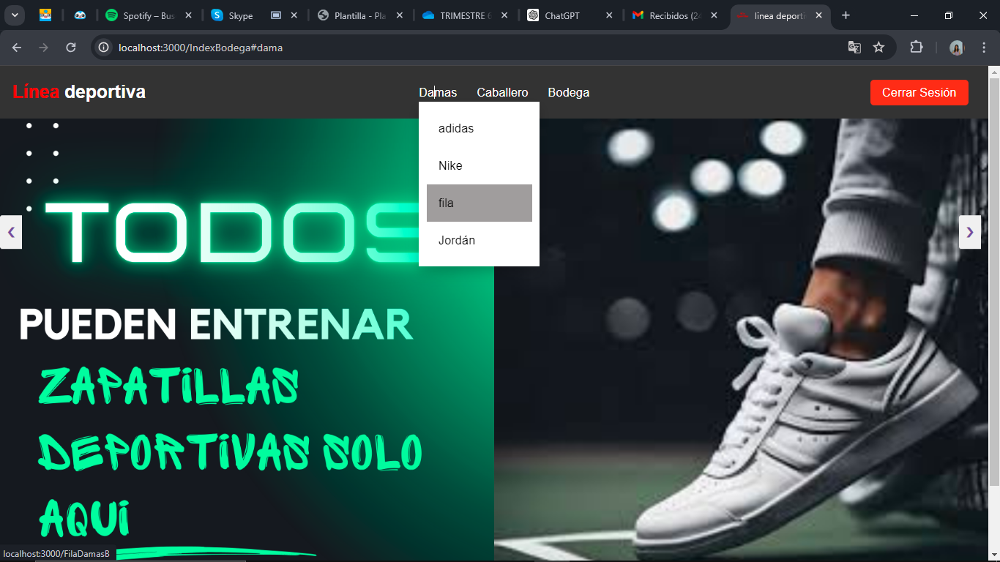 Spotify – Bus
Skype
Plantilla - Pla
TRIMESTRE 6
ChatGPT
Recibidos (24
linea deporti
localhost:3000/IndexBodega#dama
Línea deportiva
Damas
Caballero
Bodega
Cerrar Sesión
adidas
Nike
fila
Jordán
TODOS
PUEDEN ENTRENAR
ZAPATILLAS
DEPORTIVAS SOLO
AQUI
localhost:3000/FilaDamasB